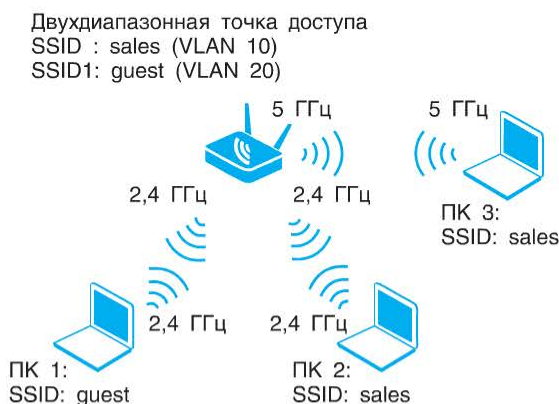 Двухдиапазонная точка доступа
SSID : sales (VLAN 10)
SSID1: guest (VLAN 20)
5 ГГц
5 ГГц
2,4 ГГц
2,4 ГГц
ПК 3:
SSID: sales
2,4 ГГц
2,4 ГГц
ПК 1:
SSID: guest
ПК 2:
SSID: sales